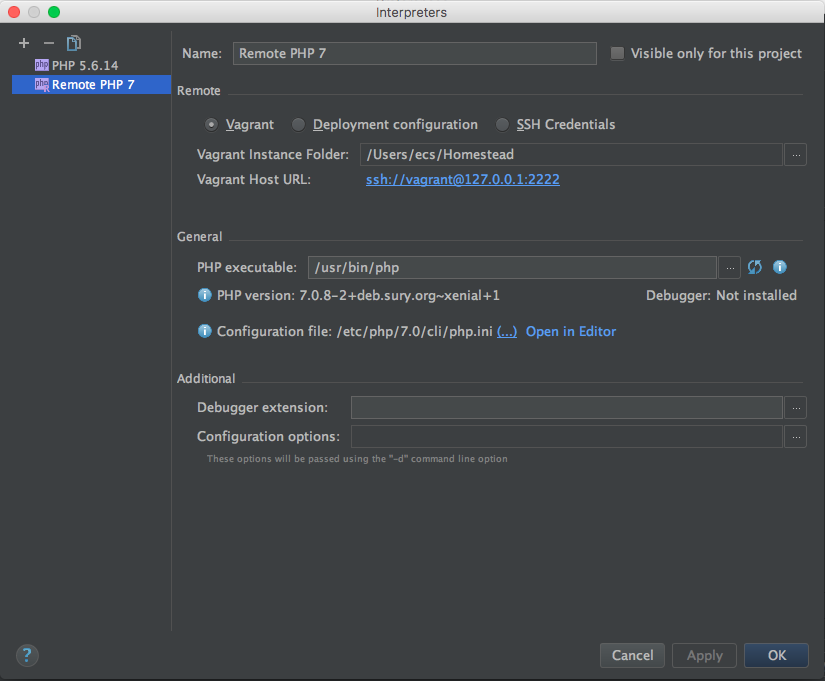 Interpreters
PHP 5.6.14
Remote PHP 7
Name: Remote PHP 7 Visible only for this project
Remote
Vagrant Deployment configuration SSH Credentials
Vagrant Instance Folder: /Users/ecs/Homestead ...
Vagrant Host URL: ssh://vagrant@127.0.0.1:2222
General
PHP executable: /usr/bin/php ...
PHP version: 7.0.8-2+deb.sury.org~xenial+1 Debugger: Not installed
Configuration file: /etc/php/7.0/cli/php.ini (...) Open in Editor
Additional
Debugger extension: ...
Configuration options: ...
These options will be passed using the "-d" command line option
? Cancel Apply OK